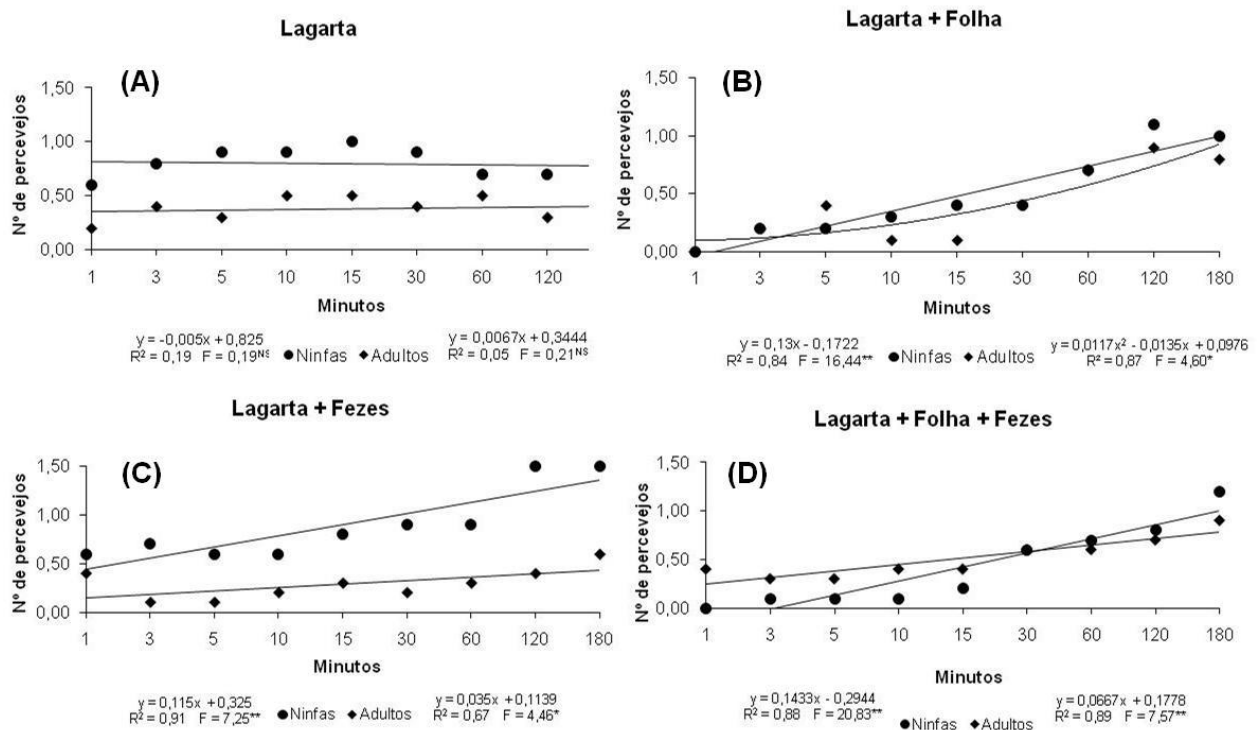 Lagarta
(A)
Nº de percevejos
1,50
1,00
0,50
0,00
1 3 5 10 15 30 60 120
Minutos
y = -0,005x + 0,825
R² = 0,19 F = 0,19ᴺˢ
Ninfas Adultos
y = 0,0067x + 0,3444
R² = 0,05 F = 0,21ᴺˢ
Lagarta + Folha
(B)
Nº de percevejos
1,50
1,00
0,50
0,00
1 3 5 10 15 30 60 120 180
Minutos
y = 0,13x - 0,1722
R² = 0,84 F = 16,44**
Ninfas Adultos
y = 0,0117x² - 0,0135x + 0,0976
R² = 0,87 F = 4,60*
Lagarta + Fezes
(C)
Nº de percevejos
1,50
1,00
0,50
0,00
1 3 5 10 15 30 60 120 180
Minutos
y = 0,115x + 0,325
R² = 0,91 F = 7,25**
Ninfas Adultos
y = 0,035x + 0,1139
R² = 0,67 F = 4,46*
Lagarta + Folha + Fezes
(D)
Nº de percevejos
1,50
1,00
0,50
0,00
1 3 5 10 15 30 60 120 180
Minutos
y = 0,1433x - 0,2944
R² = 0,88 F = 20,83**
Ninfas Adultos
y = 0,0667x + 0,1778
R² = 0,89 F = 7,57**